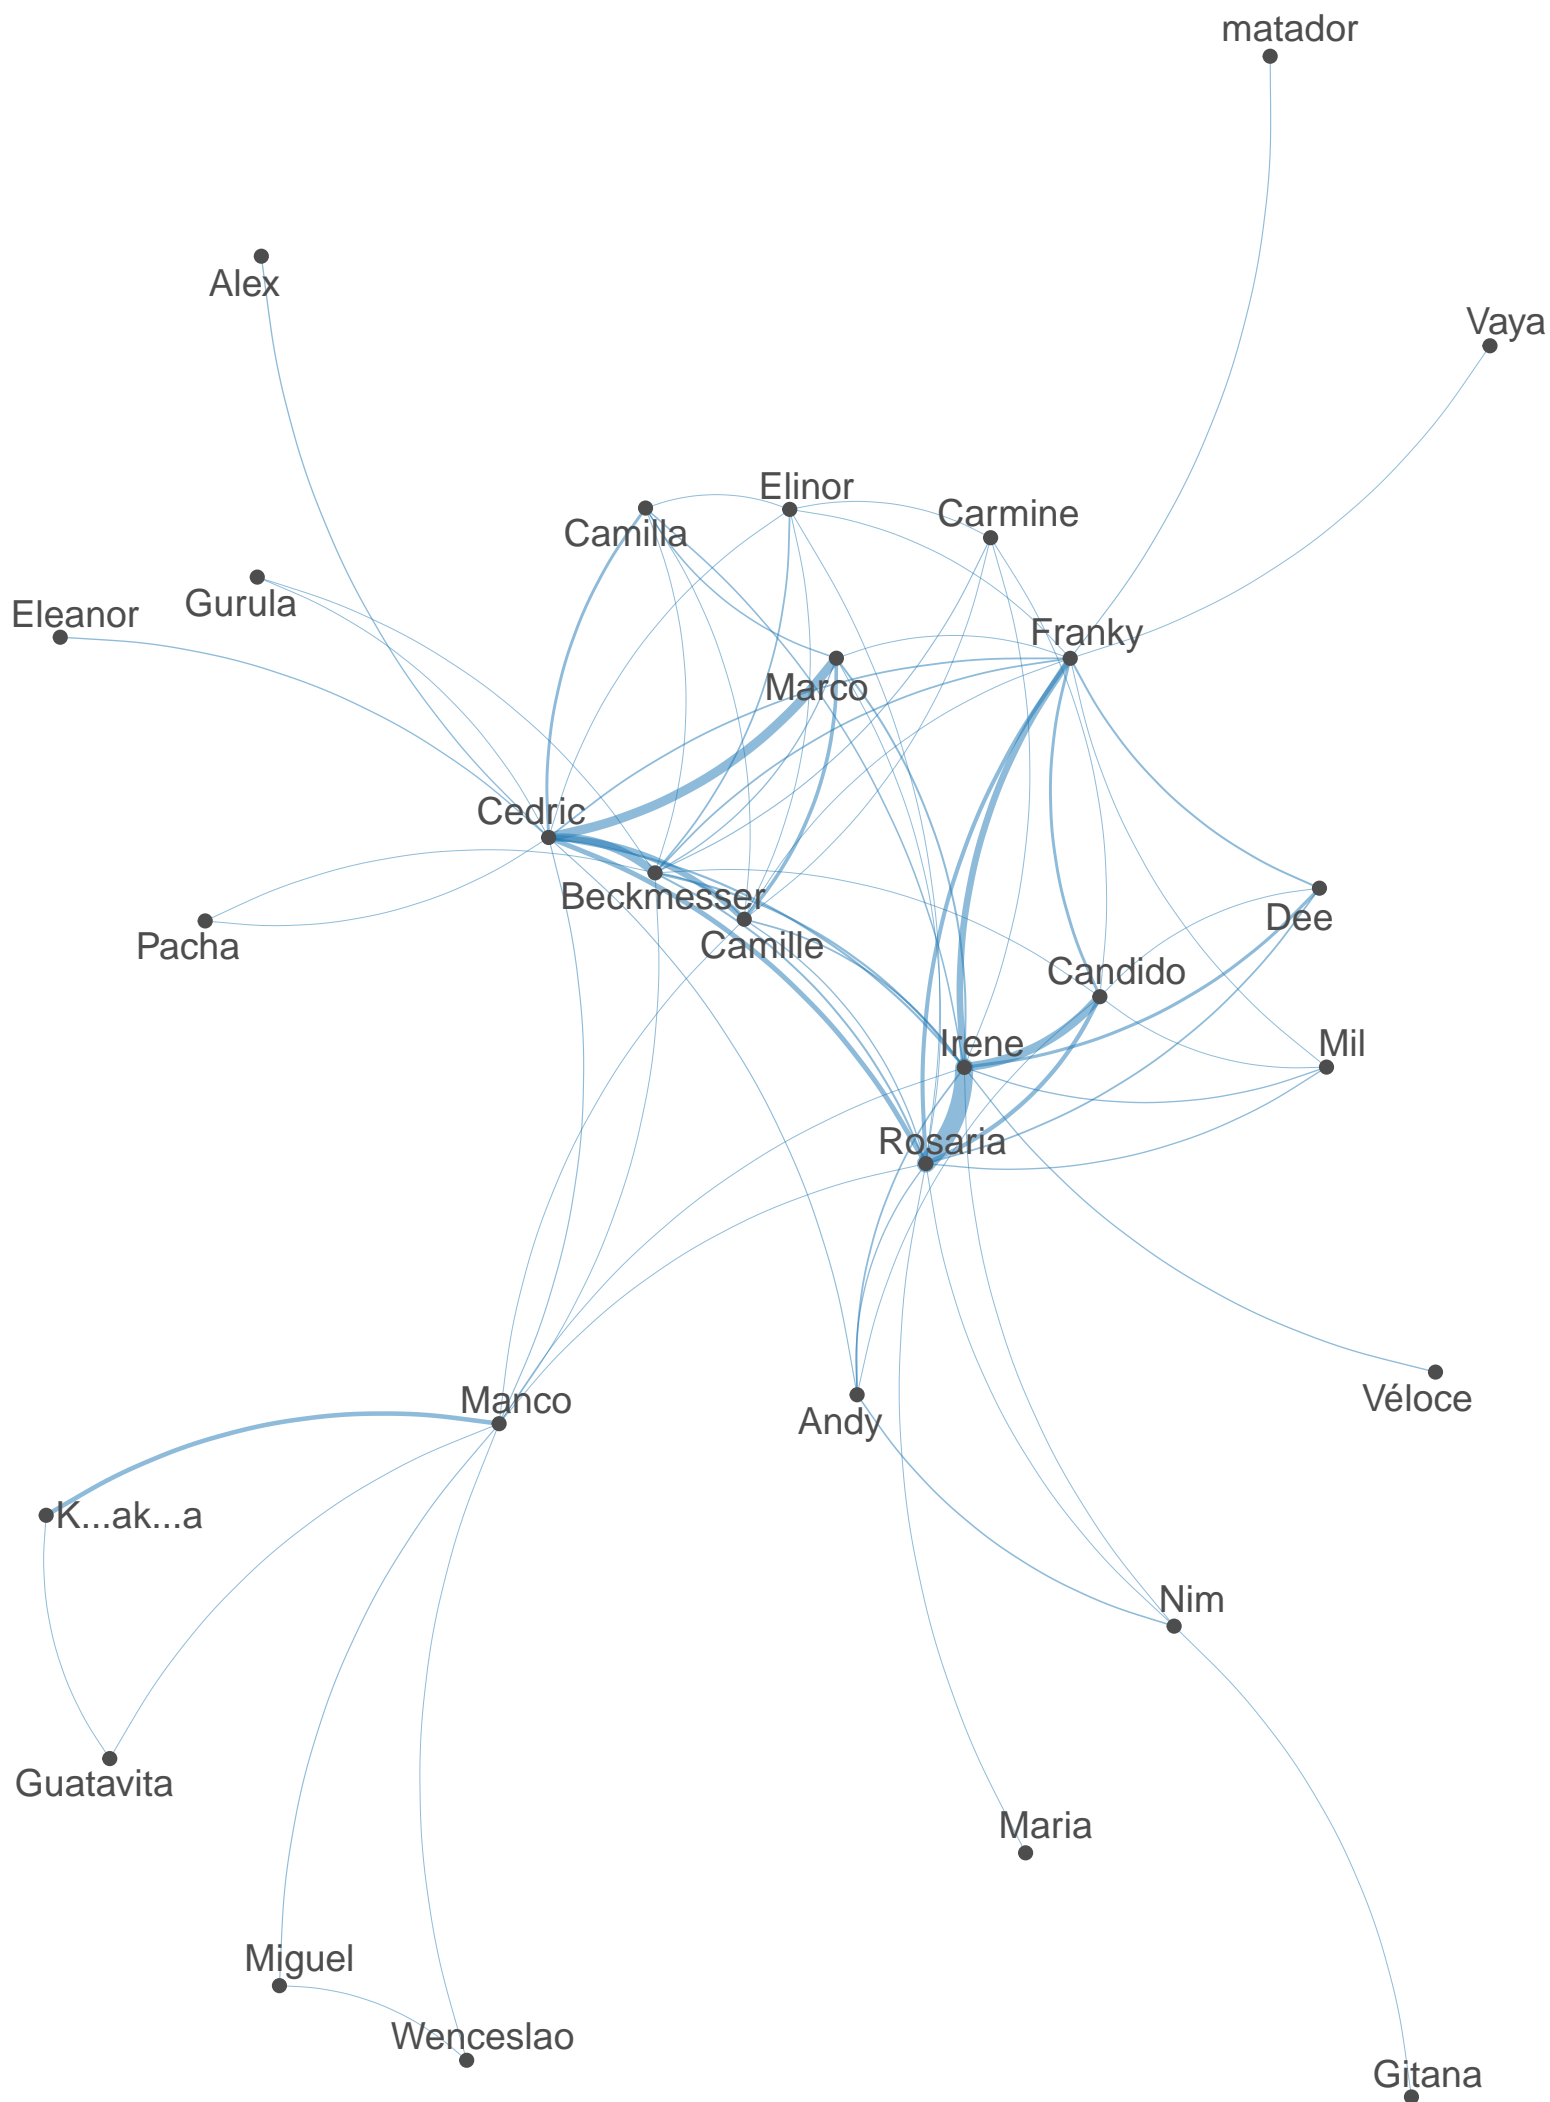 matador
Alex
Vaya
Elinor
Carmine
Camilla
Gurula
Eleanor
Franky
Marco
Cedric
Beckmesser
Dee
Pacha
Camille
Candido
Irene
Mil
Rosaria
Manco
Andy
Véloce
K...ak...a
Nim
Guatavita
Maria
Miguel
Wenceslao
Gitana